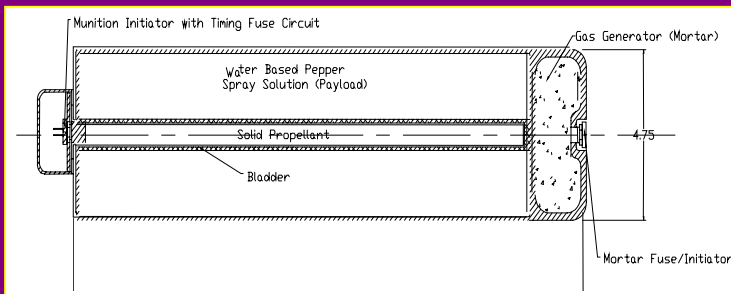 Munition Initiator with Timing Fuse Circuit
Gas Generator (Mortar)
Water Based Pepper
Spray Solution (Payload)
Solid Propellant
4.75
Bladder
Mortar Fuse/Initiator